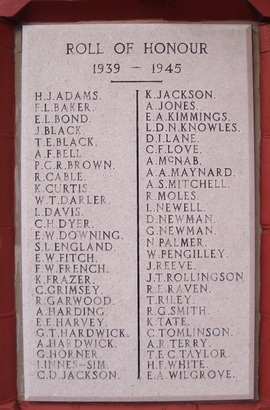 ROLL OF HONOUR
1939 — 1945
H.J.ADAMS.
F.L.BAKER.
E.L.BOND.
J.BLACK.
T.E.BLACK.
A.F.BELL.
P.C.R.BROWN.
R.CABLE.
K.CURTIS.
W.T.DARLER.
L.DAVIS.
C.H.DYER.
E.W.DOWNING.
S.L.ENGLAND.
E.W.FITCH.
F.W.FRENCH.
K.FRAZER.
C.GRIMSEY.
R.GARWOOD.
A.HARDING.
E.E.HARVEY.
G.T.HARDWICK.
A.HARDWICK.
G.HORNER.
I.INNES-SIM.
C.D.JACKSON.
K.JACKSON.
A.JONES.
E.A.KIMMINGS.
L.D.N.KNOWLES.
D.I.LANE.
C.F.LOVE.
A.McNAB.
A.A.MAYNARD.
A.S.MITCHELL.
R.MOLES.
L.NEWELL.
D.NEWMAN.
G.NEWMAN.
N.PALMER.
W.PENGILLEY.
J.REEVE.
J.T.ROLLINGSON.
R.E.RAVEN.
T.RILEY.
R.G.SMITH.
K.TATE.
C.TOMLINSON.
A.R.TERRY.
T.E.C.TAYLOR.
H.F.WHITE.
E.A.WILGROVE.